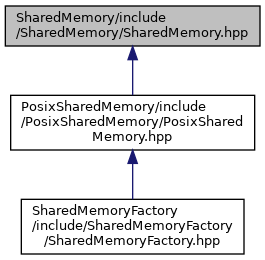 SharedMemory/include
/SharedMemory/SharedMemory.hpp
PosixSharedMemory/include
/PosixSharedMemory/PosixShared
Memory.hpp
SharedMemoryFactory
/include/SharedMemoryFactory
/SharedMemoryFactory.hpp